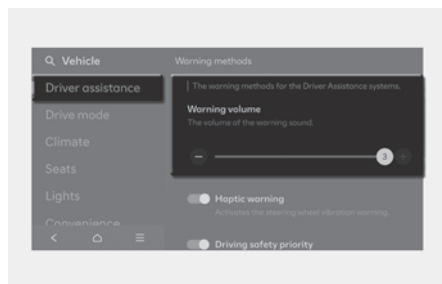 Vehicle
Warning methods
Driver assistance
The warning methods for the Driver Assistance systems.
Drive mode
Warning volume
The volume of the warning sound.
Climate
3
Seats
Lights
Haptic warning
Activates the steering wheel vibration warning.
Convenience
Driving safety priority